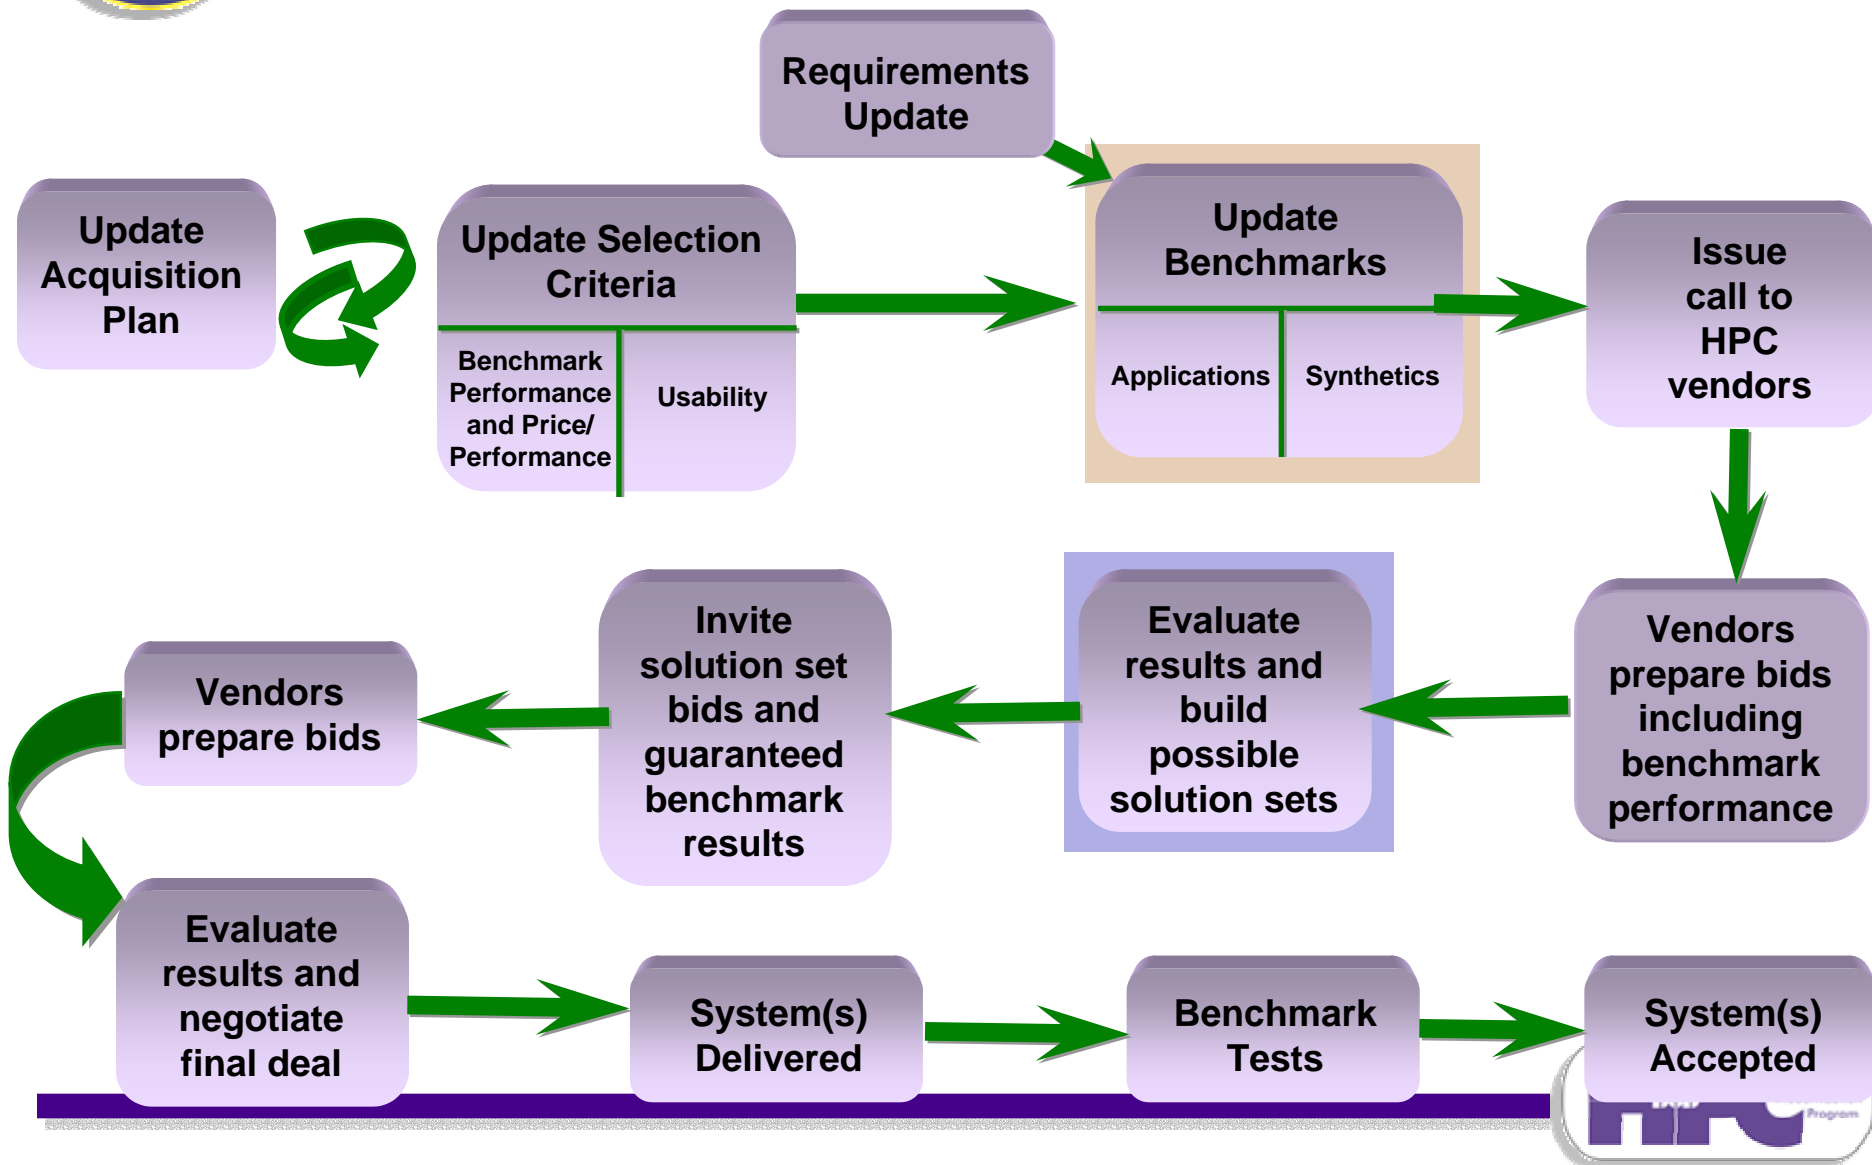 Requirements
Update
Update
Acquisition
Plan
Update Selection
Criteria
Benchmark
Performance
and Price/
Performance
Usability
Update
Benchmarks
Applications
Synthetics
Issue
call to
HPC
vendors
Vendors
prepare bids
including
benchmark
performance
Evaluate
results and
build
possible
solution sets
Invite
solution set
bids and
guaranteed
benchmark
results
Vendors
prepare bids
Evaluate
results and
negotiate
final deal
System(s)
Delivered
Benchmark
Tests
System(s)
Accepted
Program